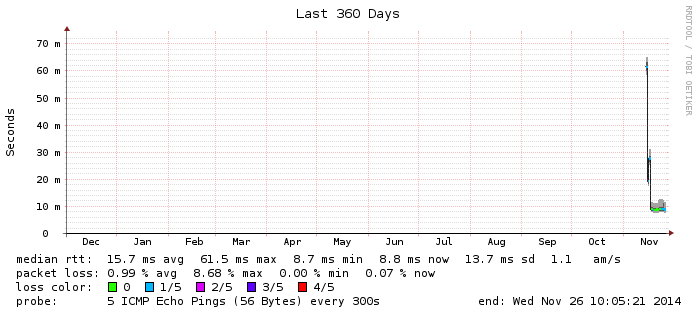 Last 360 Days
RRDTOOL / TOBI OETIKER
Seconds
70 m
60 m
50 m
40 m
30 m
20 m
10 m
0
Dec Jan Feb Mar Apr May Jun Jul Aug Sep Oct Nov
median rtt: 15.7 ms avg 61.5 ms max 8.7 ms min 8.8 ms now 13.7 ms sd 1.1 am/s
packet loss: 0.99 % avg 8.68 % max 0.00 % min 0.07 % now
loss color: 0 1/5 2/5 3/5 4/5
probe: 5 ICMP Echo Pings (56 Bytes) every 300s end: Wed Nov 26 10:05:21 2014